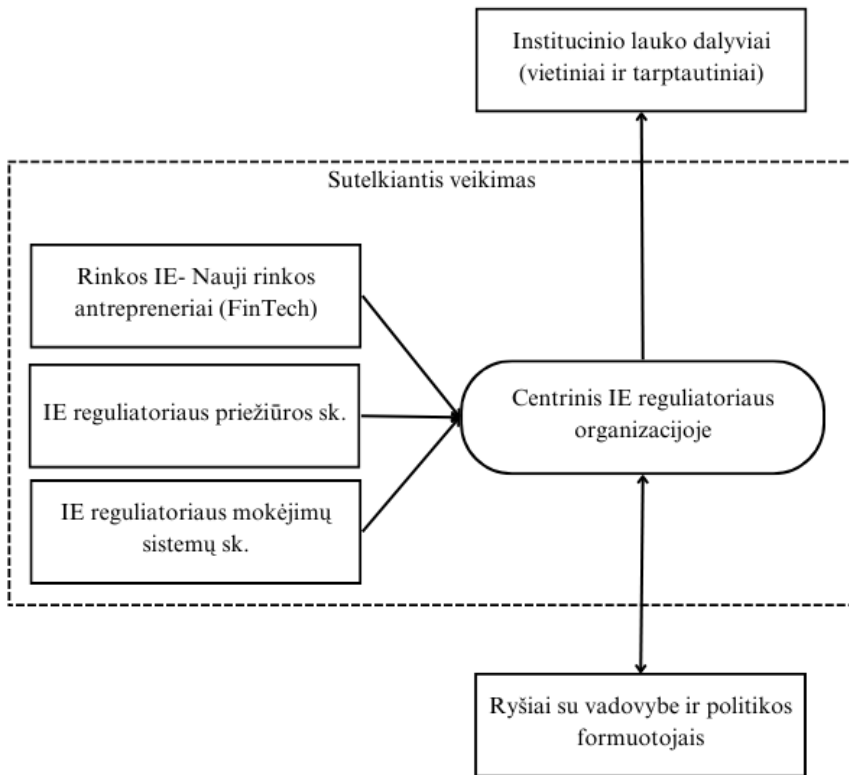 Institucinio lauko dalyviai
(vietiniai ir tarptautiniai)
Sutelkiantis veikimas
Rinkos IE- Nauji rinkos
antrepreneriai (FinTech)
IE reguliatoriaus priežiūros sk.
IE reguliatoriaus mokėjimų
sistemų sk.
Centrinis IE reguliatoriaus
organizacijoje
Ryšiai su vadovybe ir politikos
formuotojais